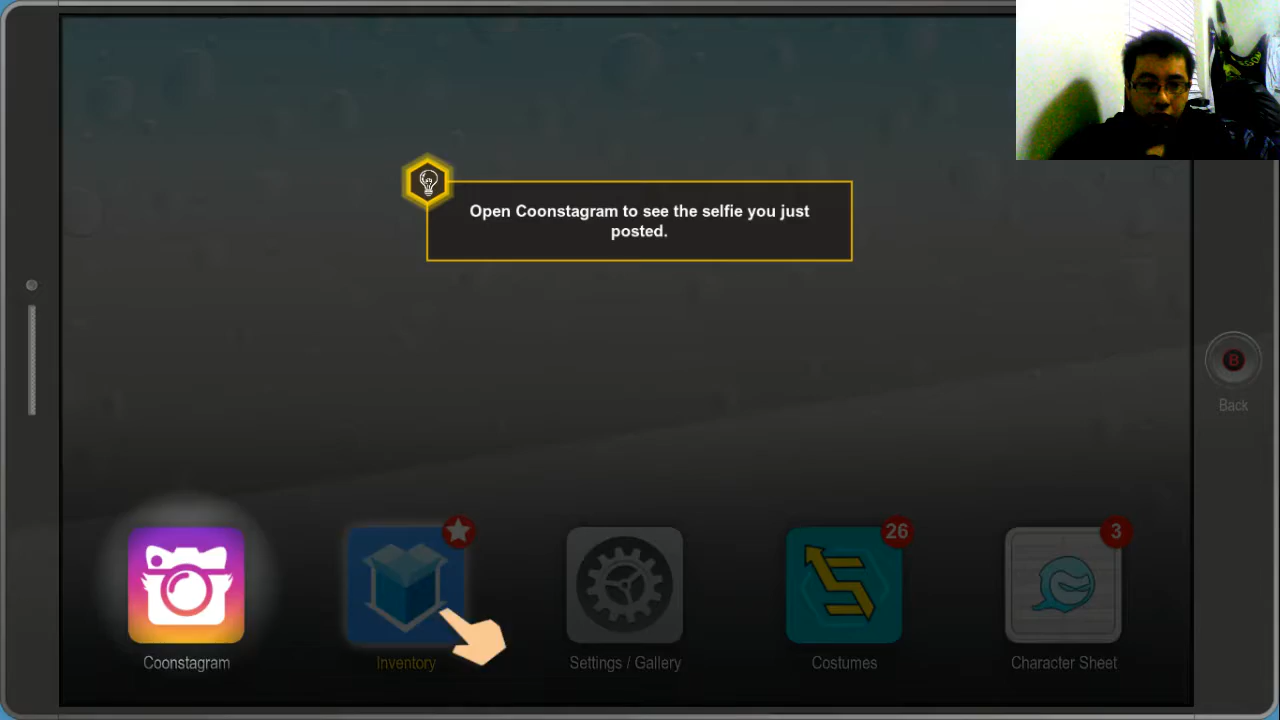 Open Coonstagram to see the selfie you just
posted.
B
Back
26
3
Coonstagram
Inventory
Settings / Gallery
Costumes
Character Sheet